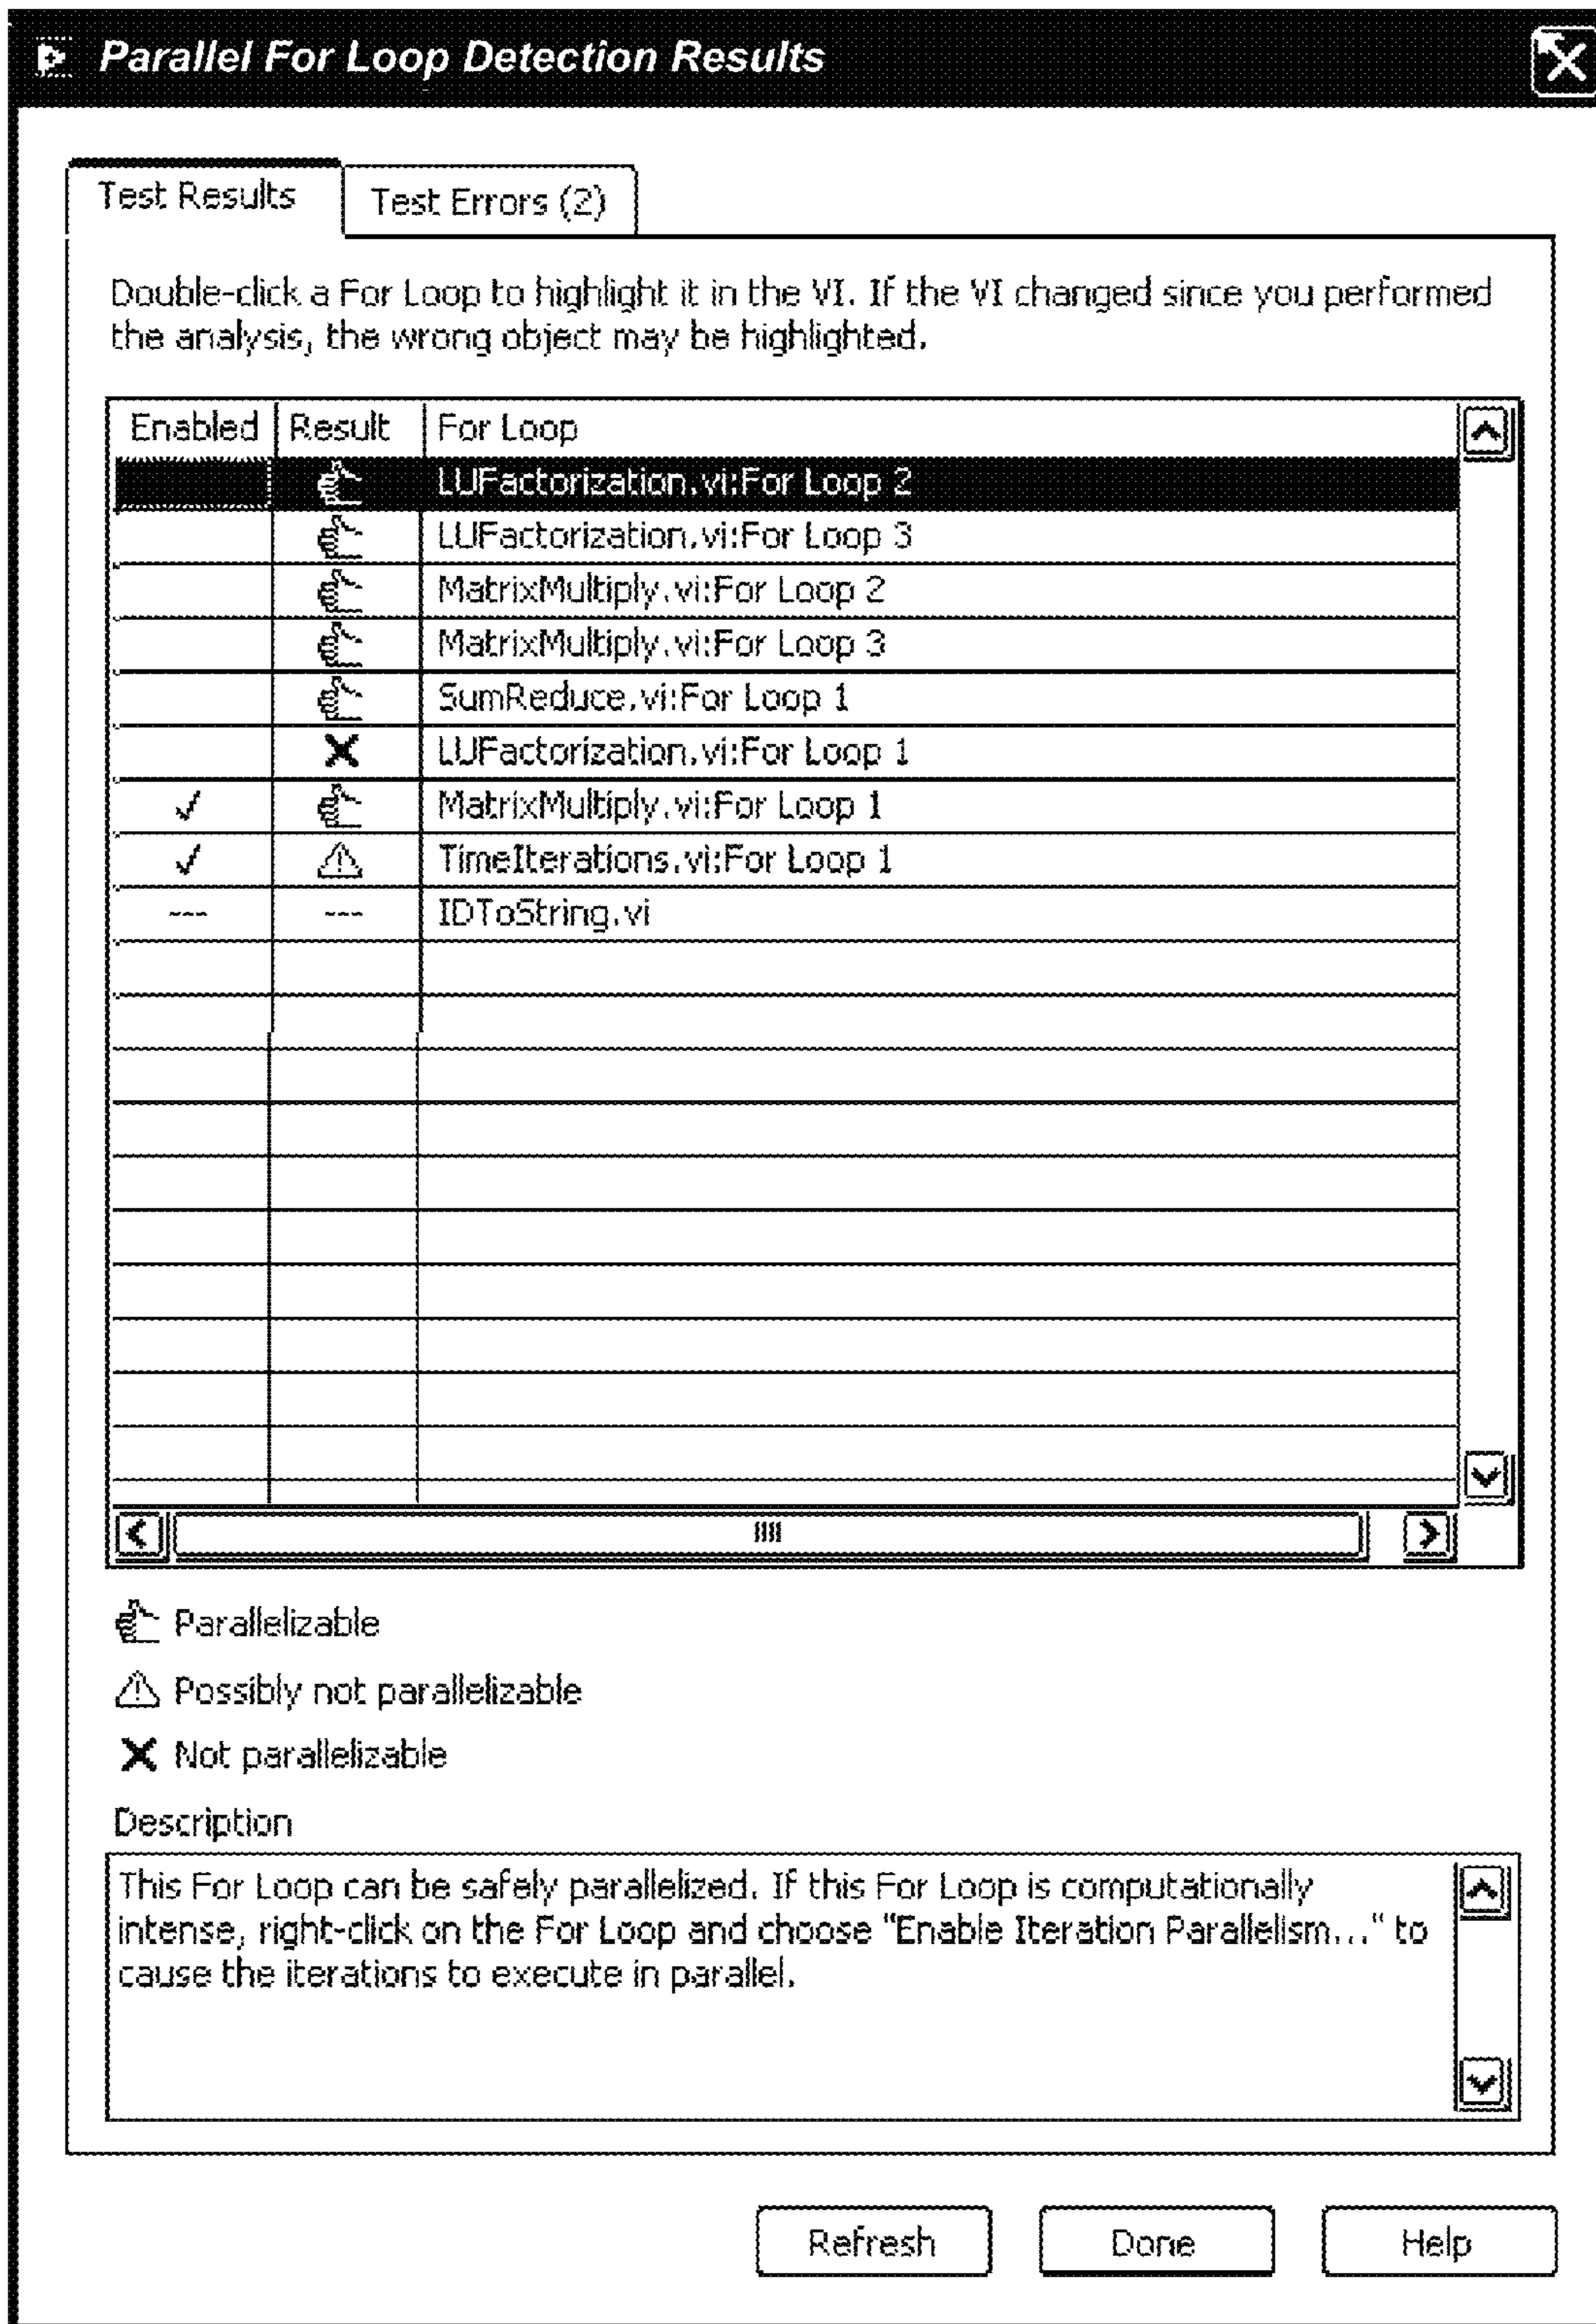 Parallel For Loop Detection Results
Test Results
Test Errors (2)
Double-click a For Loop to highlight it in the VI. If the VI changed since you performed
the analysis, the wrong object may be highlighted.
Enabled Result For Loop
LUFactorization.vi:For Loop 2
LUFactorization.vi:For Loop 3
MatrixMultiply.vi:For Loop 2
MatrixMultiply.vi:For Loop 3
SumReduce.vi:For Loop 1
LUFactorization.vi:For Loop 1
MatrixMultiply.vi:For Loop 1
TimeIterations.vi:For Loop 1
--- --- IDToString.vi
Parallelizable
Possibly not parallelizable
Not parallelizable
Description
This For Loop can be safely parallelized. If this For Loop is computationally
intense, right-click on the For Loop and choose "Enable Iteration Parallelism..." to
cause the iterations to execute in parallel.
Refresh Done Help